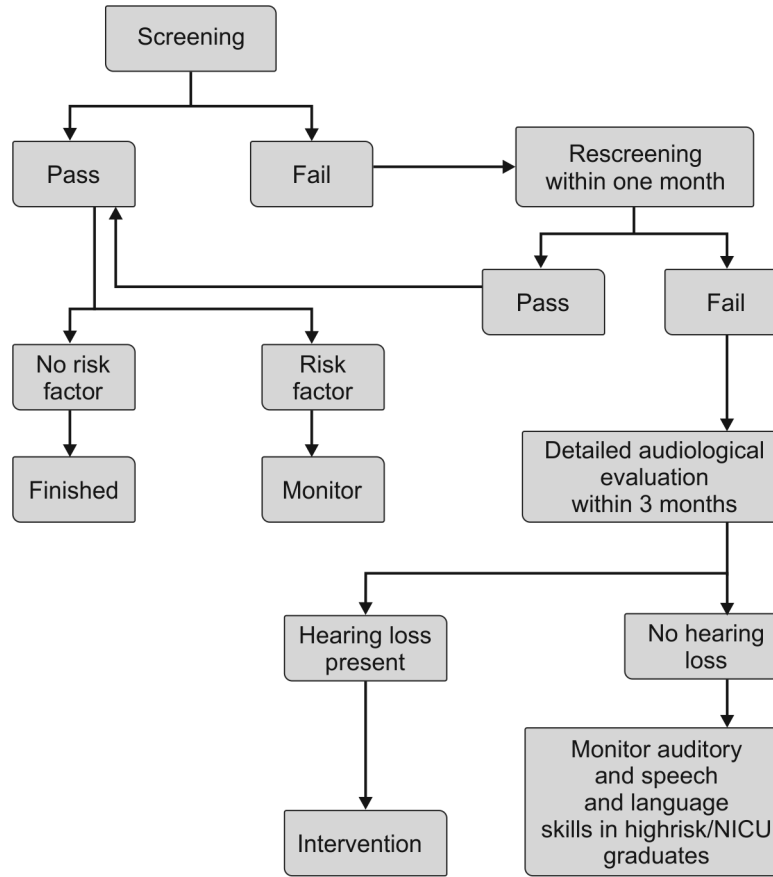 Screening
Pass
Fail
Rescreening
within one month
Pass
Fail
No risk
factor
Risk
factor
Finished
Monitor
Detailed audiological
evaluation
within 3 months
Hearing loss
present
No hearing
loss
Intervention
Monitor auditory
and speech
and language
skills in highrisk/NICU
graduates